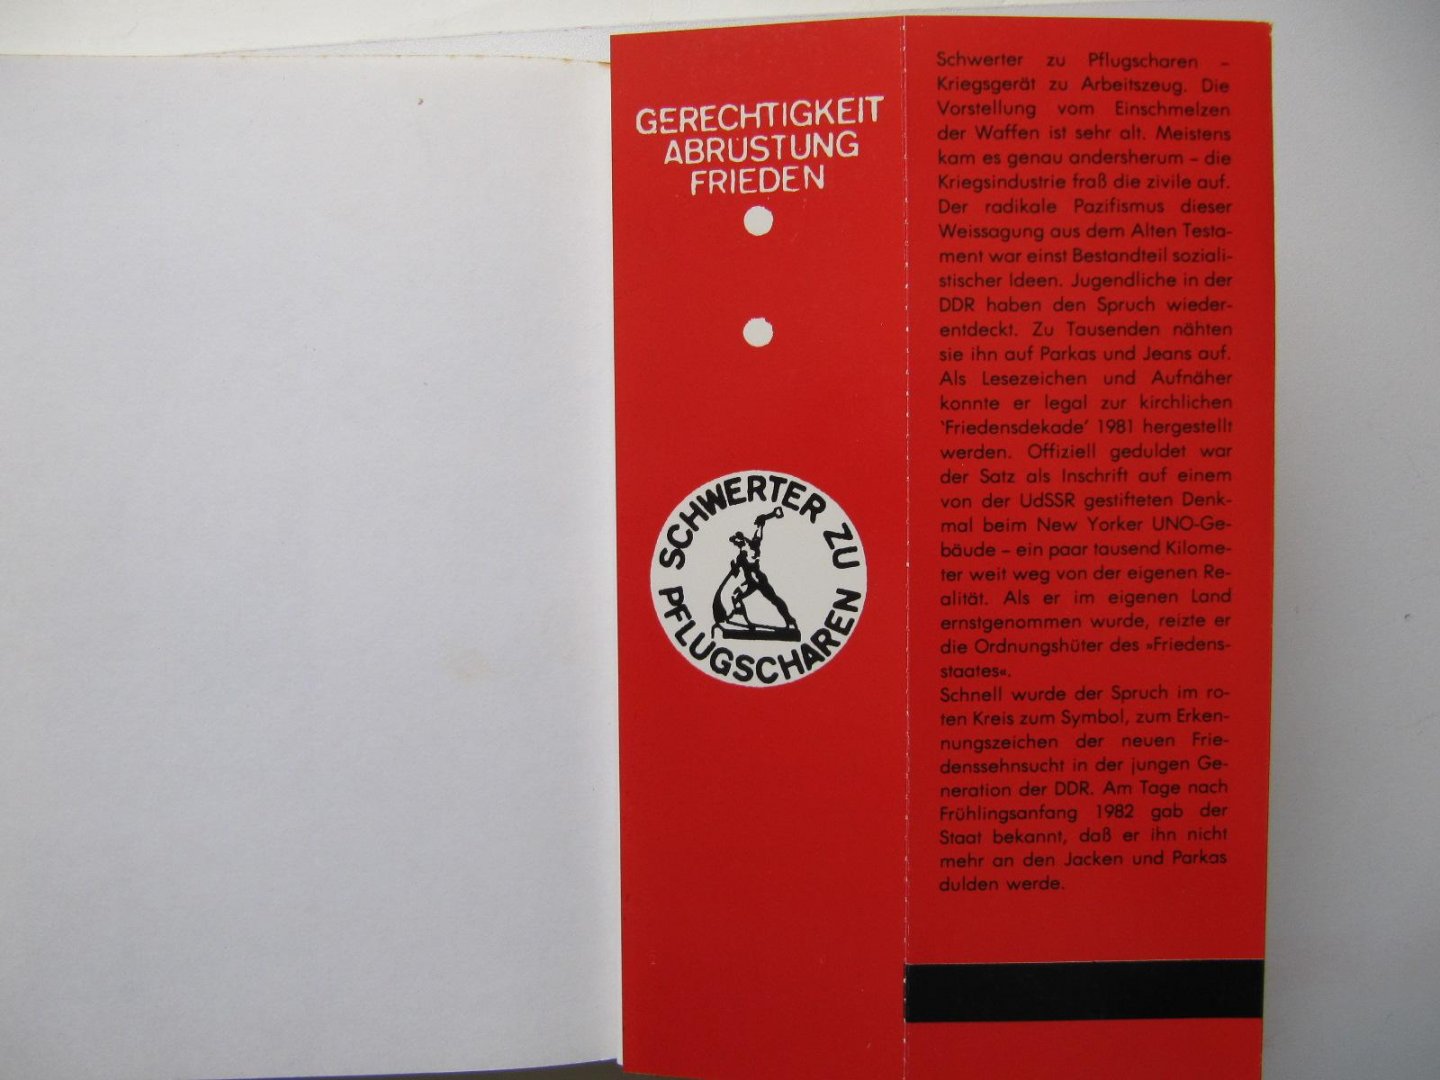 GERECHTIGKEIT
ABRÜSTUNG
FRIEDEN
SCHWERTER ZU
PFLUGSCHAREN
Schwerter zu Pflugscharen –
Kriegsgerät zu Arbeitszeug. Die
Vorstellung vom Einschmelzen
der Waffen ist sehr alt. Meistens
kam es genau andersherum – die
Kriegsindustrie fraß die zivile auf.
Der radikale Pazifismus dieser
Weissagung aus dem Alten Testa-
ment war einst Bestandteil soziali-
stischer Ideen. Jugendliche in der
DDR haben den Spruch wieder-
entdeckt. Zu Tausenden nähten
sie ihn auf Parkas und Jeans auf.
Als Lesezeichen und Aufnäher
konnte er legal zur kirchlichen
'Friedensdekade' 1981 hergestellt
werden. Offiziell geduldet war
der Satz als Inschrift auf einem
von der UdSSR gestifteten Denk-
mal beim New Yorker UNO-Ge-
bäude – ein paar tausend Kilome-
ter weit weg von der eigenen Re-
alität. Als er im eigenen Land
ernstgenommen wurde, reizte er
die Ordnungshüter des »Friedens-
staates«.
Schnell wurde der Spruch im ro-
ten Kreis zum Symbol, zum Erken-
nungszeichen der neuen Frie-
denssehnsucht in der jungen Ge-
neration der DDR. Am Tage nach
Frühlingsanfang 1982 gab der
Staat bekannt, daß er ihn nicht
mehr an den Jacken und Parkas
dulden werde.